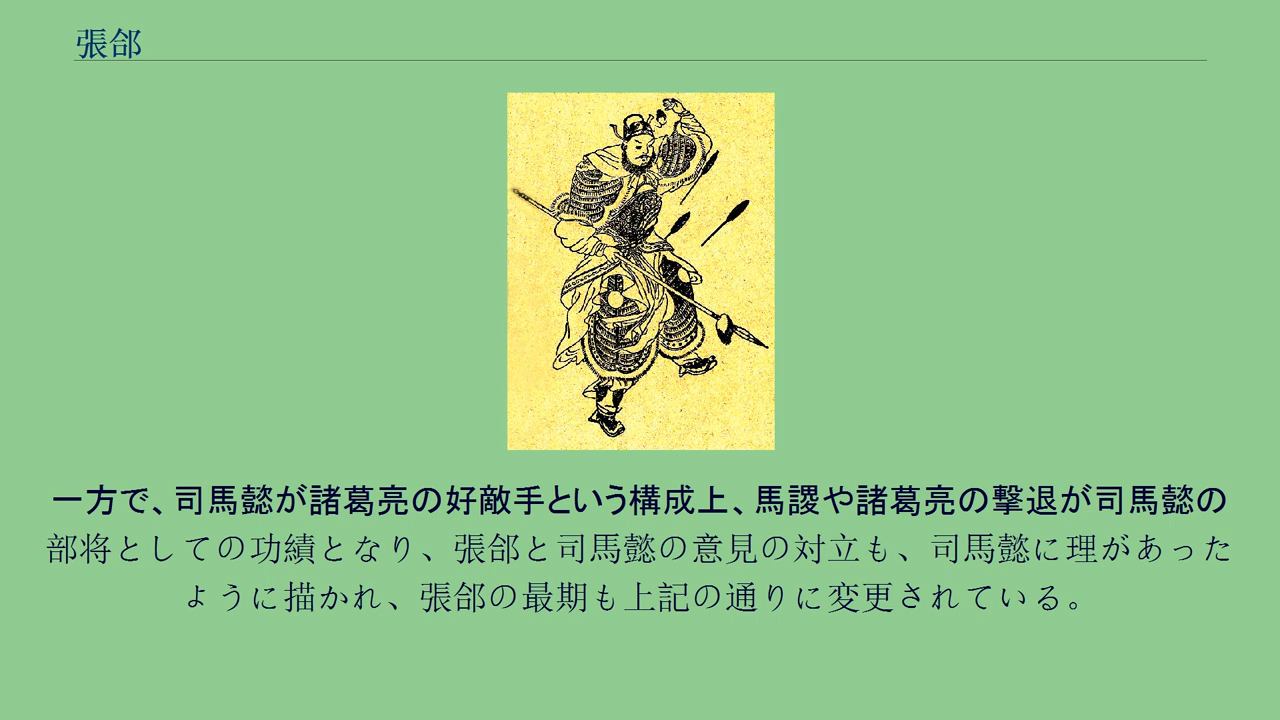 張郃
一方で、司馬懿が諸葛亮の好敵手という構成上、馬謖や諸葛亮の撃退が司馬懿の
部将としての功績となり、張郃と司馬懿の意見の対立も、司馬懿に理があった
ように描かれ、張郃の最期も上記の通りに変更されている。